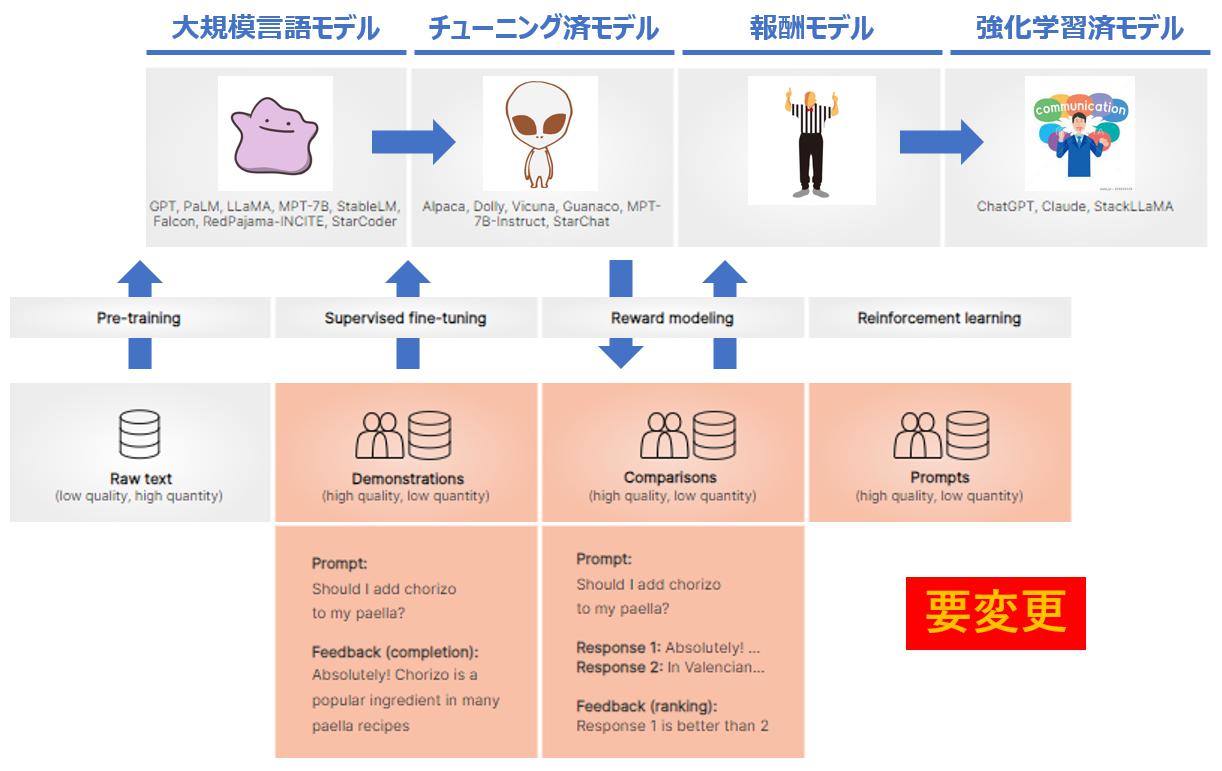 大規模言語モデル
チューニング済モデル
報酬モデル
強化学習済モデル
communication
GPT, PaLM, LLaMA, MPT-7B, StableLM,
Falcon, RedPajama-INCITE, StarCoder
Alpaca, Dolly, Vicuna, Guanaco, MPT-
7B-Instruct, StarChat
ChatGPT, Claude, StackLLaMA
Pre-training
Supervised fine-tuning
Reward modeling
Reinforcement learning
Raw text
(low quality, high quantity)
Demonstrations
(high quality, low quantity)
Comparisons
(high quality, low quantity)
Prompts
(high quality, low quantity)
Prompt:
Should I add chorizo
to my paella?
Feedback (completion):
Absolutely! Chorizo is a
popular ingredient in many
paella recipes
Prompt:
Should I add chorizo
to my paella?
Response 1: Absolutely! ...
Response 2: In Valencian...
Feedback (ranking):
Response 1 is better than 2
要変更